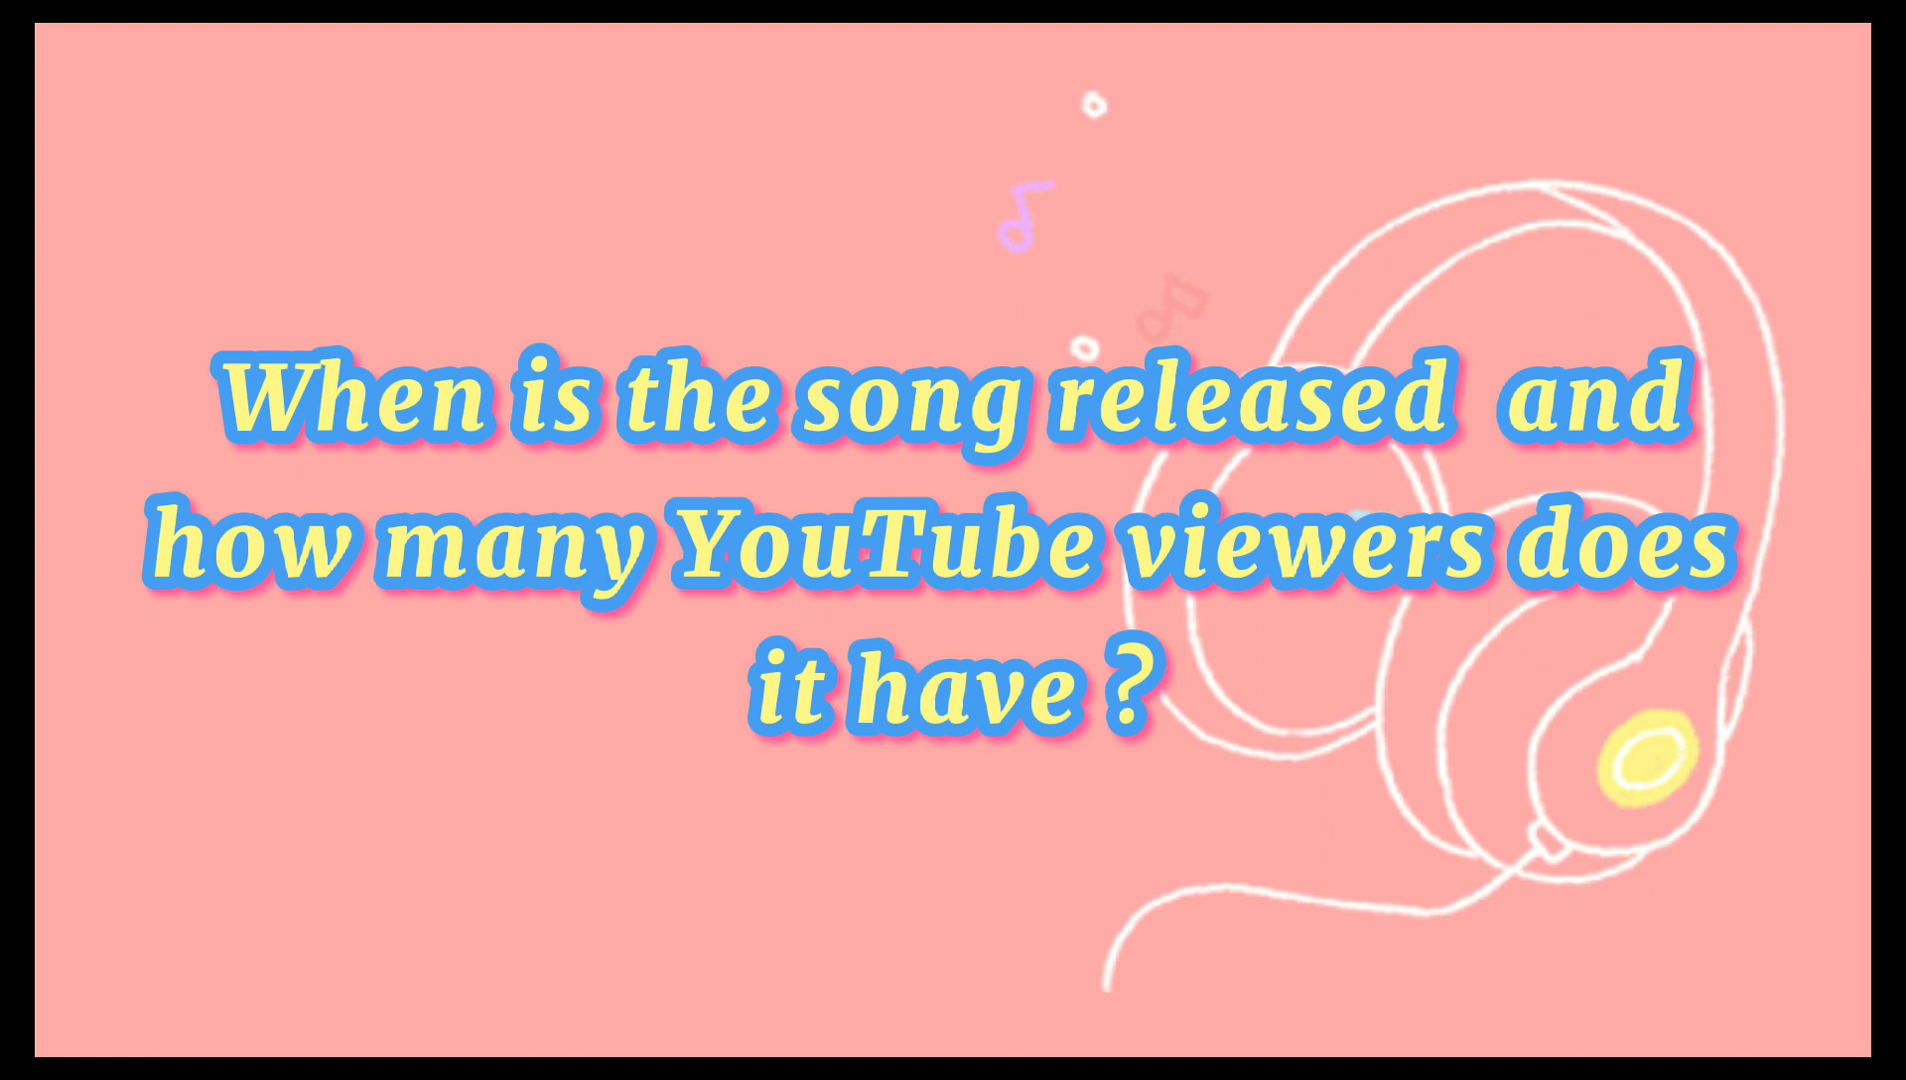 When is the song released and
how many YouTube viewers does
it have ?